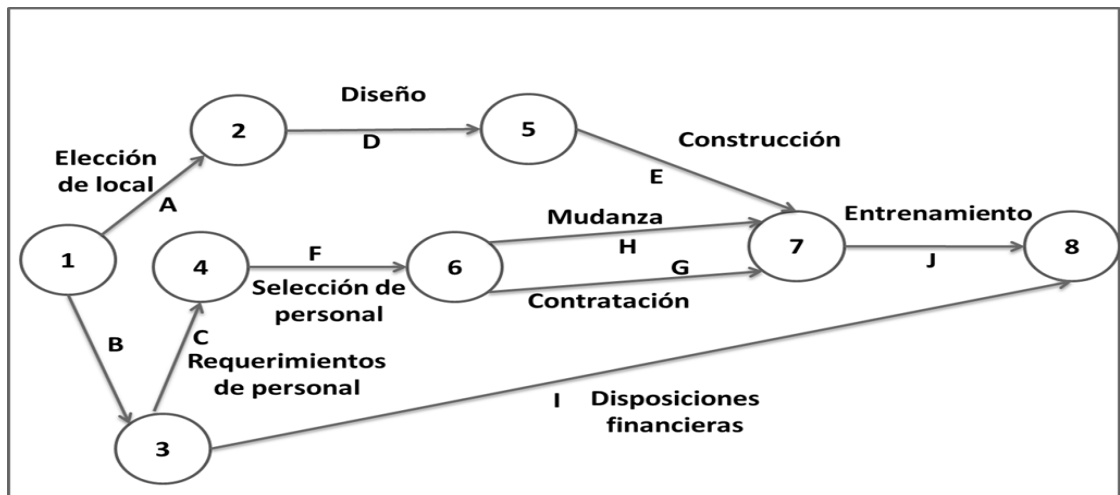 Diseño
2
5
D
Construcción
Elección
de local
E
A
Mudanza
Entrenamiento
1
4
F
6
H
7
8
G
J
Selección de
personal
Contratación
B
C
Requerimientos
de personal
I
Disposiciones
financieras
3